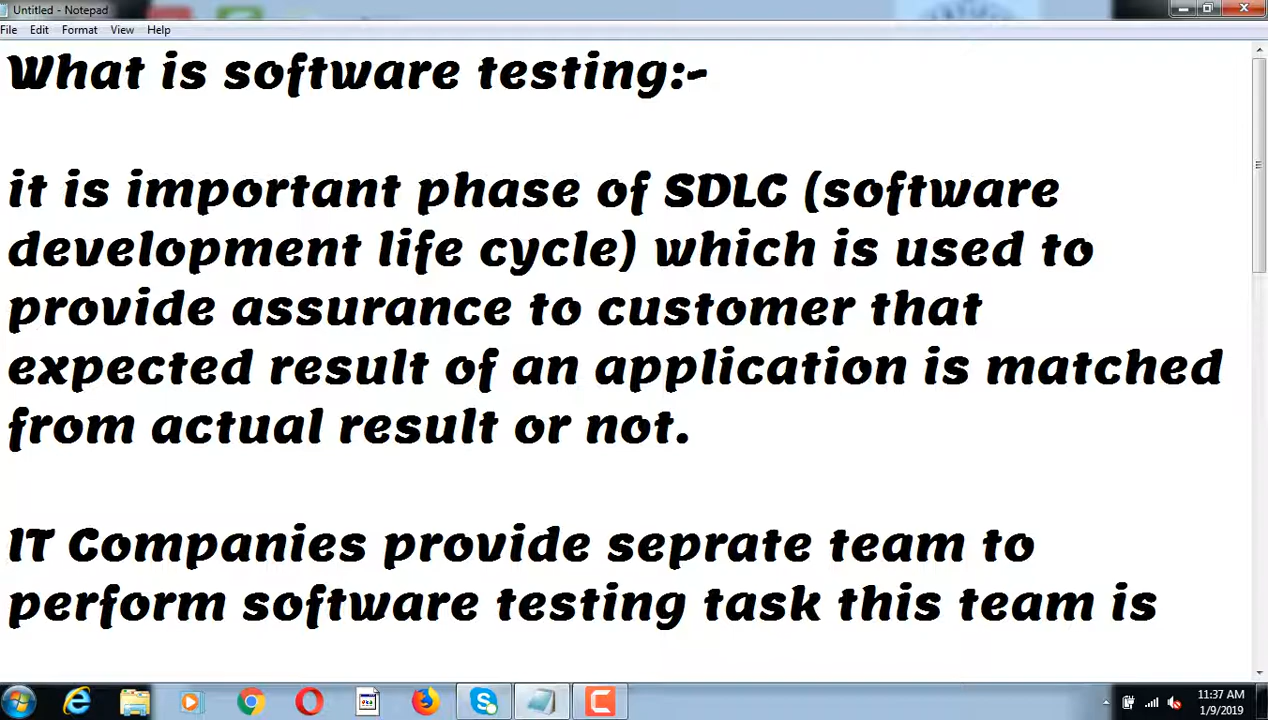 Untitled - Notepad
File Edit Format View Help
What is software testing:-
it is important phase of SDLC (software
development life cycle) which is used to
provide assurance to customer that
expected result of an application is matched
from actual result or not.
IT Companies provide seprate team to
perform software testing task this team is
11:37 AM
1/9/2019